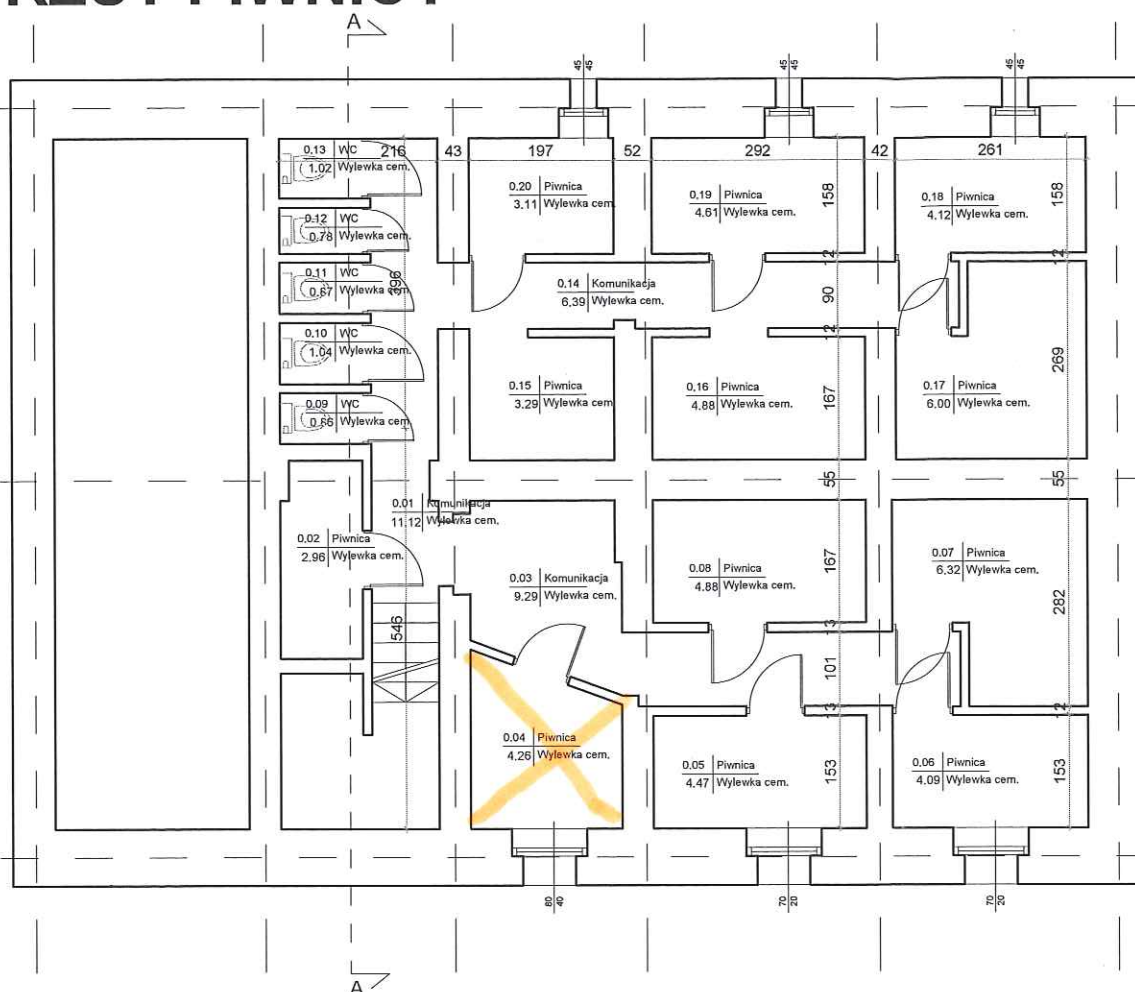 A
45
45
45
45
45
45
216
43
197
52
292
42
261
0.13 WC
1.02 Wylewka cem.
0.12 WC
0.78 Wylewka cem.
0.11 WC
0.67 Wylewka cem.
0.10 WC
1.04 Wylewka cem.
0.09 WC
0.66 Wylewka cem.
396
0.20 Piwnica
3.11 Wylewka cem.
0.19 Piwnica
4.61 Wylewka cem.
158
0.18 Piwnica
4.12 Wylewka cem.
158
12
12
0.14 Komunikacja
6.39 Wylewka cem.
90
12
0.15 Piwnica
3.29 Wylewka cem.
0.16 Piwnica
4.88 Wylewka cem.
167
0.17 Piwnica
6.00 Wylewka cem.
269
55
55
0.01 Komunikacja
11.12 Wylewka cem.
0.02 Piwnica
2.96 Wylewka cem.
0.03 Komunikacja
9.29 Wylewka cem.
0.08 Piwnica
4.88 Wylewka cem.
167
0.07 Piwnica
6.32 Wylewka cem.
282
546
13
101
13
12
0.04 Piwnica
4.26 Wylewka cem.
0.05 Piwnica
4.47 Wylewka cem.
153
0.06 Piwnica
4.09 Wylewka cem.
153
80
40
70
20
70
20
A